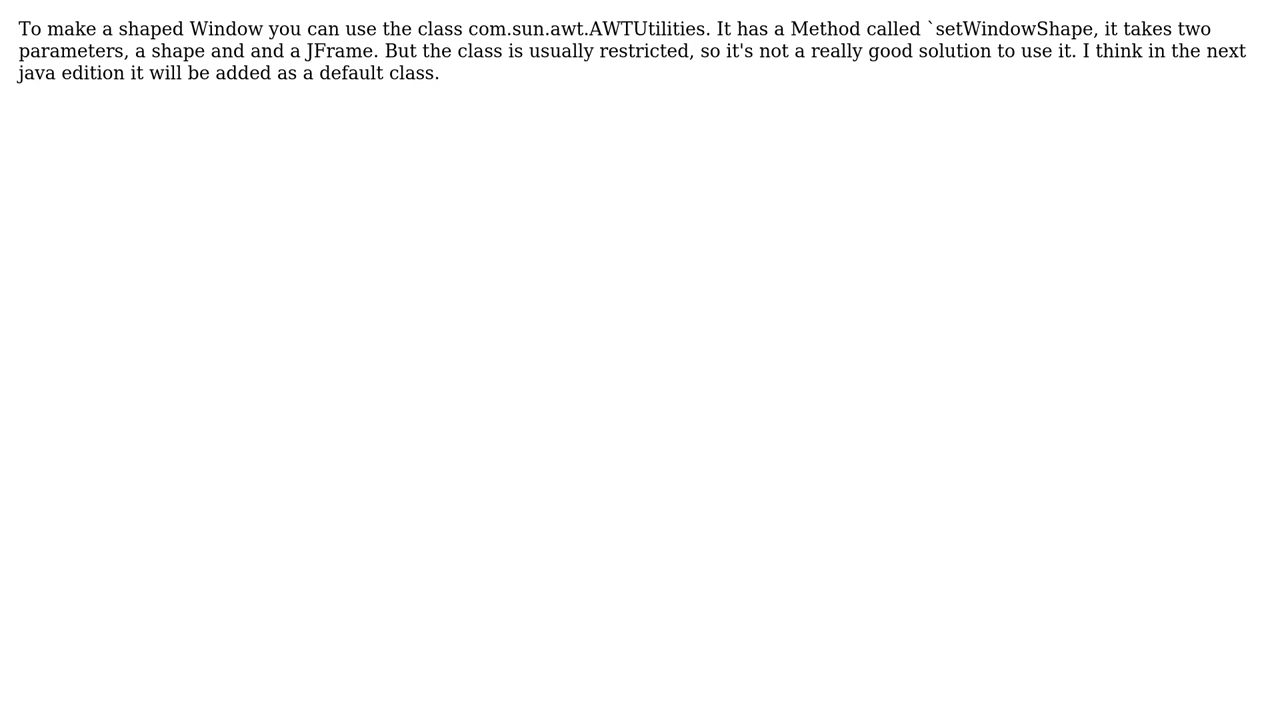 To make a shaped Window you can use the class com.sun.awt.AWTUtilities. It has a Method called `setWindowShape, it takes two
parameters, a shape and and a JFrame. But the class is usually restricted, so it's not a really good solution to use it. I think in the next
java edition it will be added as a default class.